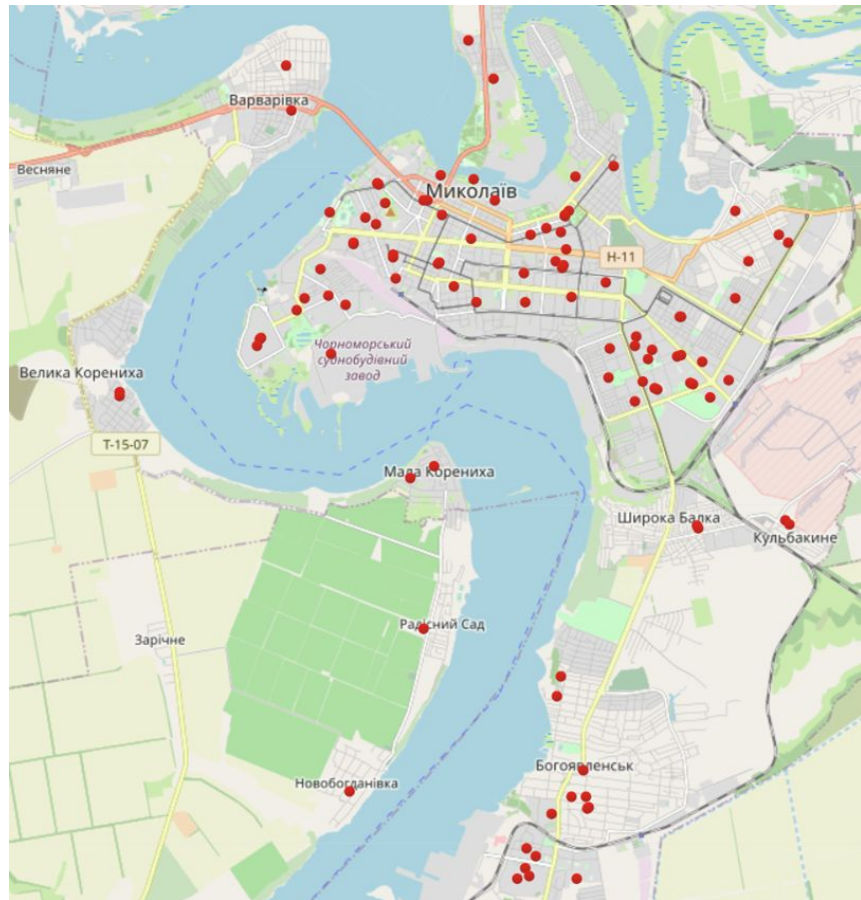 Варварівка
Весняне
Миколаїв
Н-11
Чорноморський
суднобудівний
завод
Велика Корениха
Т-15-07
Мала Корениха
Широка Балка
Кульбакине
Радісний Сад
Зарічне
Богоявленськ
Новобогданівка